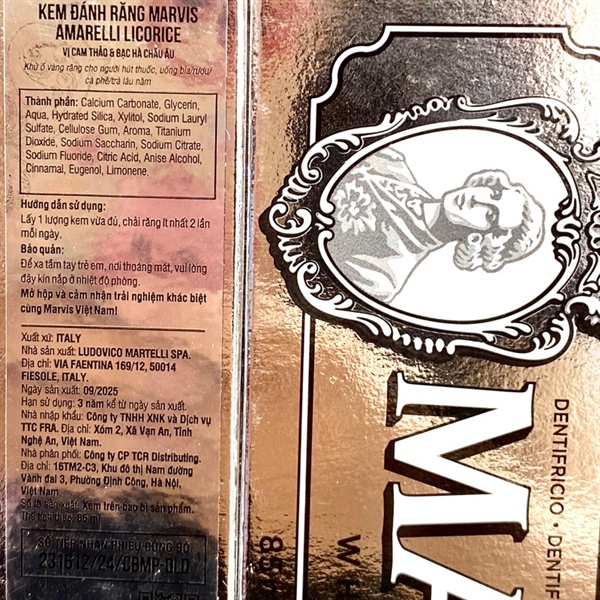 KEM ĐÁNH RĂNG MARVIS
AMARELLI LICORICE
VỊ CAM THẢO & BẠC HÀ CHÂU ÂU
Khử ố vàng răng cho người hút thuốc, uống bia/rượu/
cà phê/trà lâu năm
Thành phần: Calcium Carbonate, Glycerin,
Aqua, Hydrated Silica, Xylitol, Sodium Lauryl
Sulfate, Cellulose Gum, Aroma, Titanium
Dioxide, Sodium Saccharin, Sodium Citrate,
Sodium Fluoride, Citric Acid, Anise Alcohol,
Cinnamal, Eugenol, Limonene.
Hướng dẫn sử dụng:
Lấy 1 lượng kem vừa đủ, chải răng ít nhất 2 lần
mỗi ngày.
Bảo quản:
Để xa tầm tay trẻ em, nơi thoáng mát, vui lòng
đậy kín nắp ở nhiệt độ phòng.
Mở hộp và cảm nhận trải nghiệm khác biệt
cùng Marvis Việt Nam!
Xuất xứ: ITALY
Nhà sản xuất: LUDOVICO MARTELLI SPA.
Địa chỉ: VIA FAENTINA 169/12, 50014
FIESOLE, ITALY.
Ngày sản xuất: 09/2025
Hạn sử dụng: 3 năm kể từ ngày sản xuất.
Nhà nhập khẩu: Công ty TNHH XNK và Dịch vụ
TTC FRA. Địa chỉ: Xóm 2, Xã Vạn An, Tỉnh
Nghệ An, Việt Nam.
Nhà phân phối: Công ty CP TCR Distributing.
Địa chỉ: 16TM2-C3, Khu đô thị Nam đường
Vành đai 3, Phường Định Công, Hà Nội,
Việt Nam
Số lô sản xuất: Xem trên bao bì sản phẩm.
Thể tích thực: 85 ml
SỐ TIẾP NHẬN PHIẾU CÔNG BỐ
231512/24/CBMP-QLD
DENTIFRICIO • DENTIF
MA
WH
85